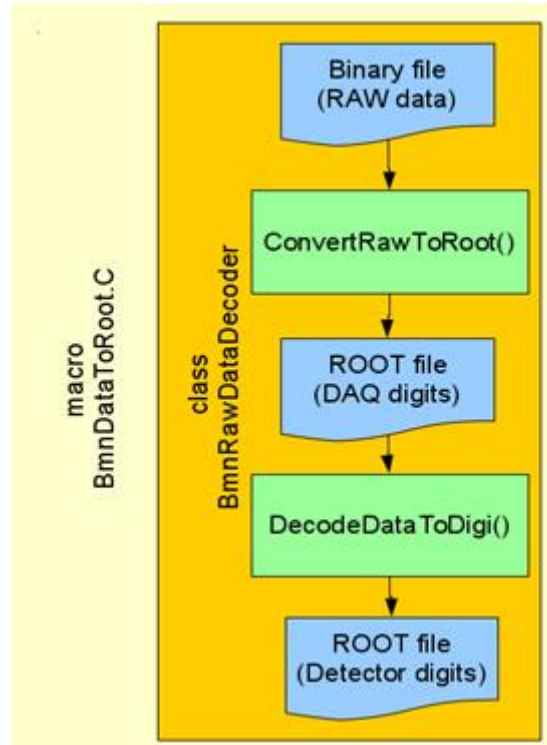 macro
BmnDataToRoot.C
class
BmnRawDataDecoder
Binary file
(RAW data)
ConvertRawToRoot()
ROOT file
(DAQ digits)
DecodeDataToDigi()
ROOT file
(Detector digits)